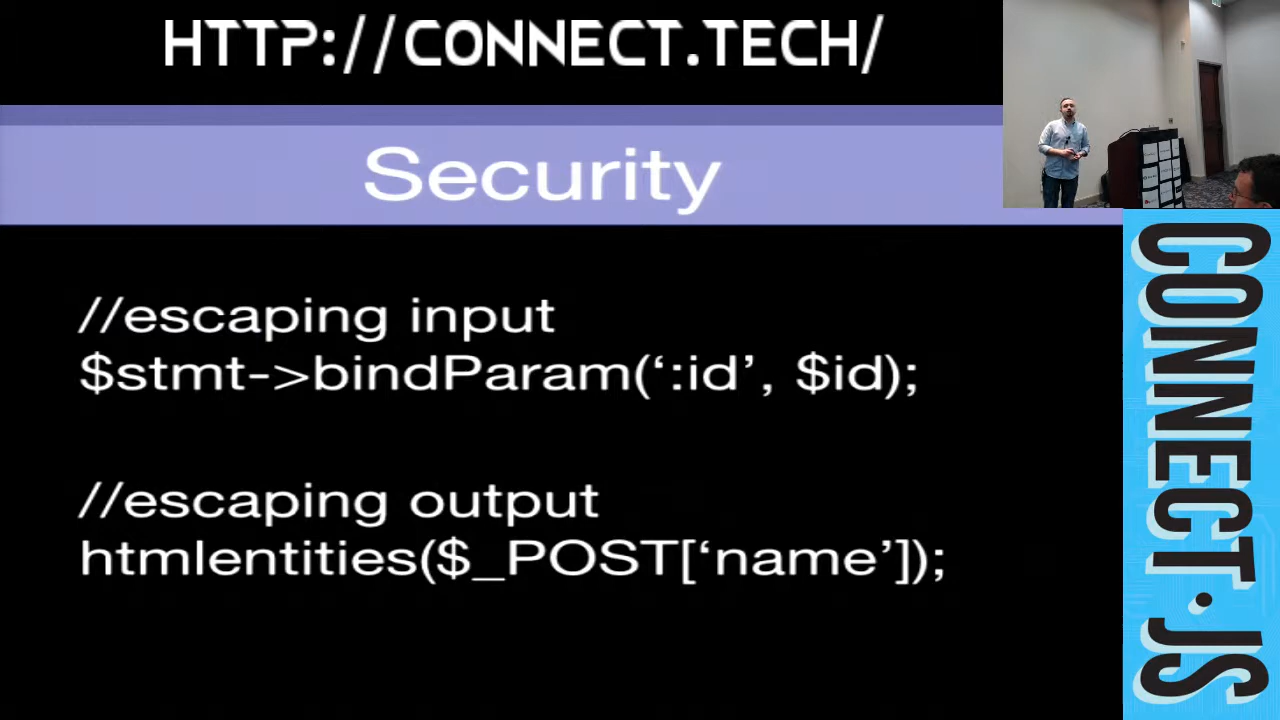 HTTP://CONNECT.TECH/
Security
//escaping input
$stmt->bindParam(‘:id’, $id);
//escaping output
htmlentities($_POST[‘name’]);
CONNECT.JS